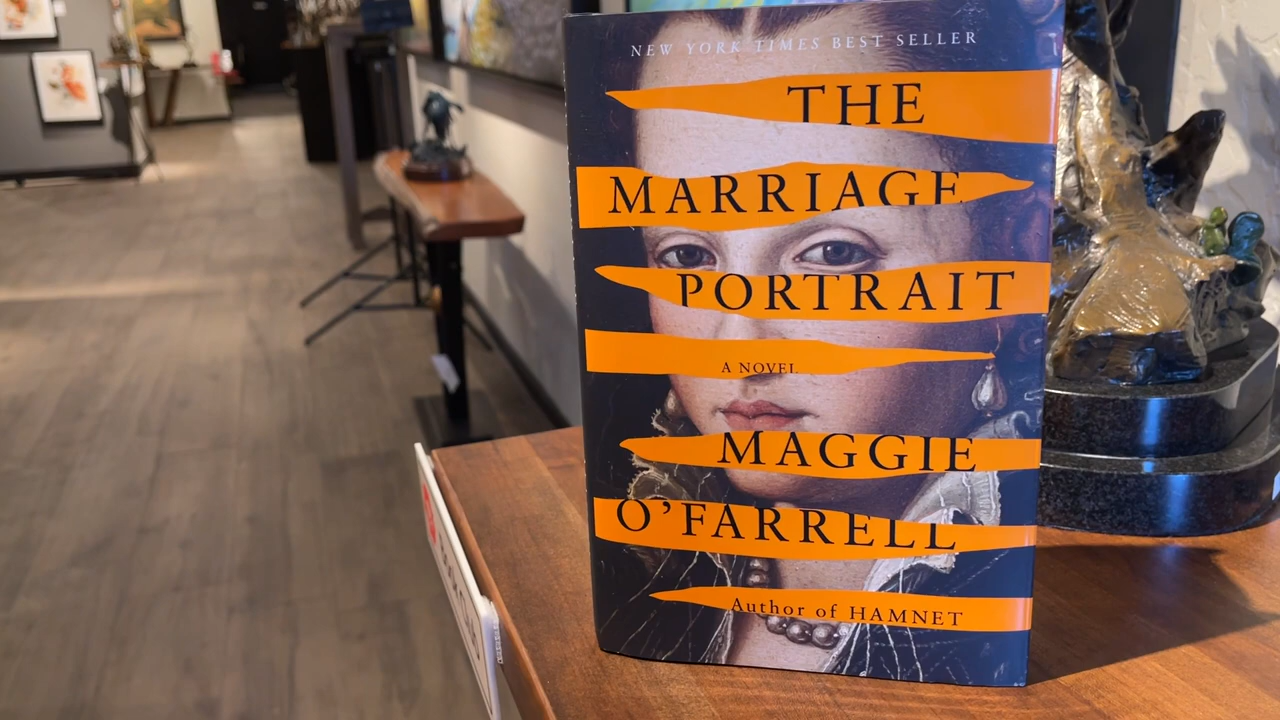 NEW YORK TIMES BEST SELLER
THE
MARRIAGE
PORTRAIT
A NOVEL
MAGGIE
O'FARRELL
Author of HAMNET